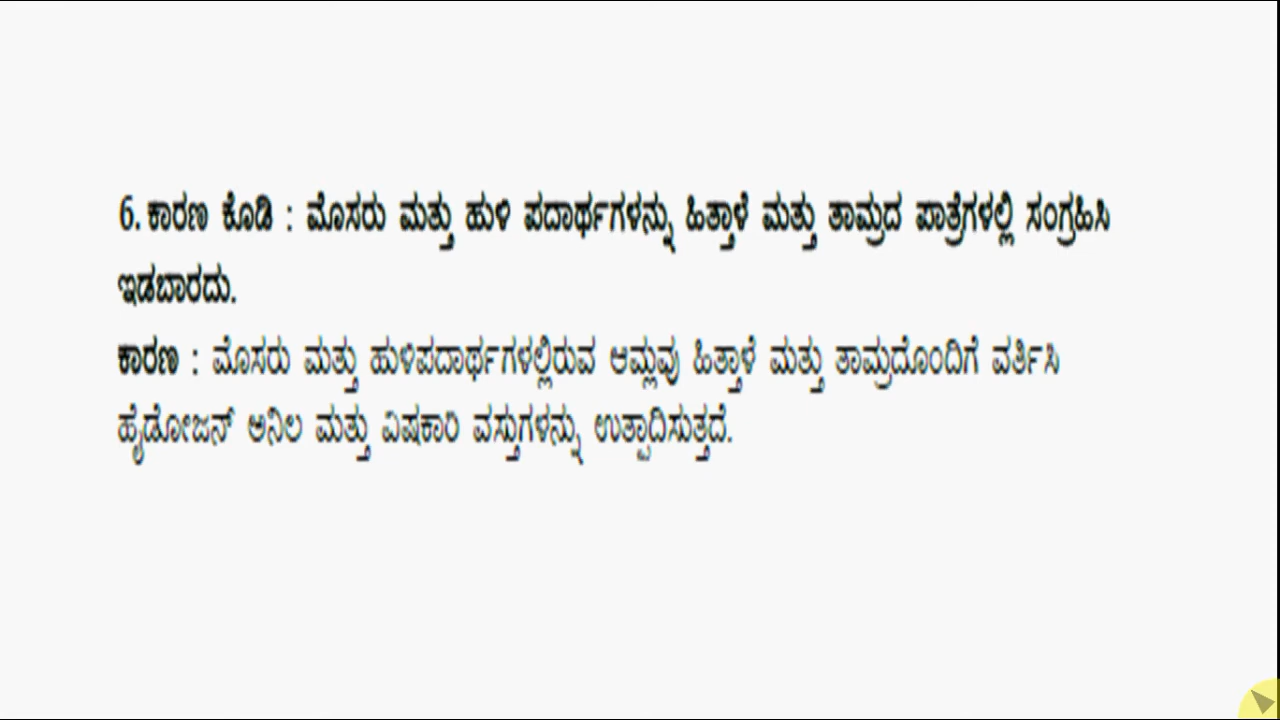 6. ಕಾರಣ ಕೊಡಿ : ಮೊಸರು ಮತ್ತು ಹುಳಿ ಪದಾರ್ಥಗಳನ್ನು ಹಿತ್ತಾಳೆ ಮತ್ತು ತಾಮ್ರದ ಪಾತ್ರೆಗಳಲ್ಲಿ ಸಂಗ್ರಹಿಸಿ
ಇಡಬಾರದು.
ಕಾರಣ : ಮೊಸರು ಮತ್ತು ಹುಳಿಪದಾರ್ಥಗಳಲ್ಲಿರುವ ಆಮ್ಲವು ಹಿತ್ತಾಳೆ ಮತ್ತು ತಾಮ್ರದೊಂದಿಗೆ ವರ್ತಿಸಿ
ಹೈಡೋಜನ್ ಅನಿಲ ಮತ್ತು ವಿಷಕಾರಿ ವಸ್ತುಗಳನ್ನು ಉತ್ಪಾದಿಸುತ್ತದೆ.